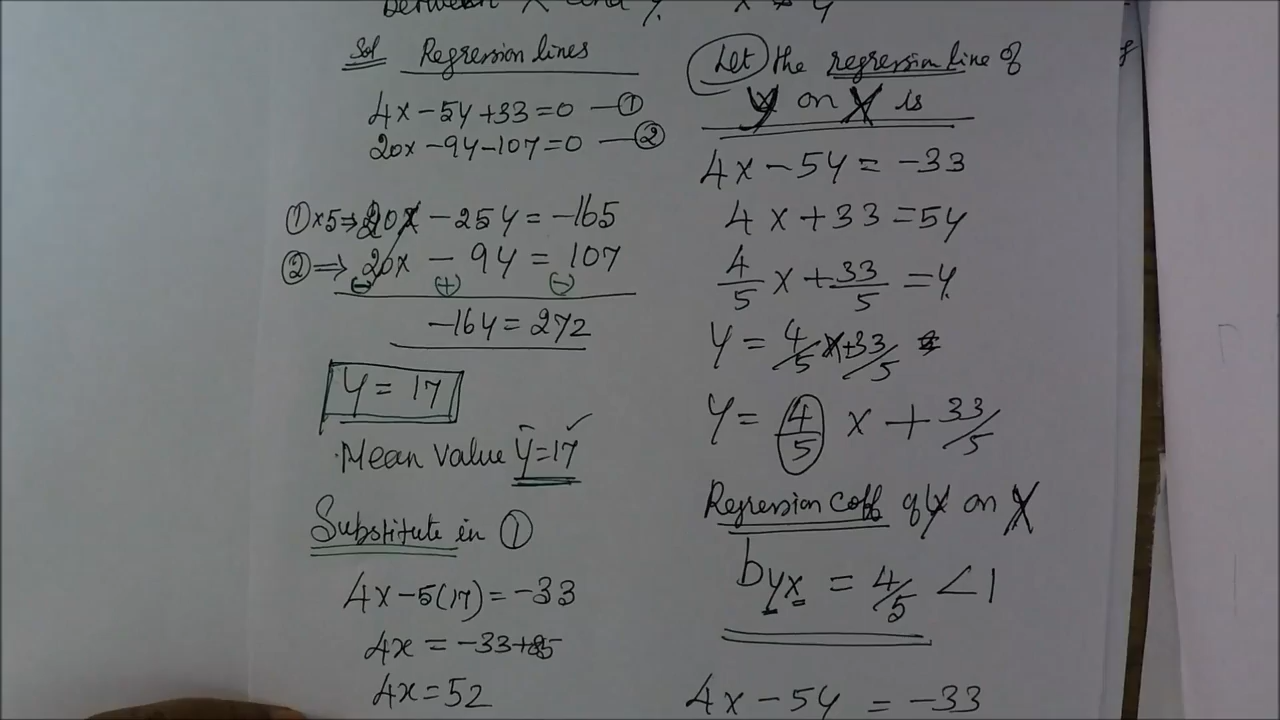 between X and Y.
Sol Regression lines
4x - 5y + 33 = 0 — ①
20x - 9y - 107 = 0 — ②
① x5 ⇒ 20x - 25y = -165
② ⇒ 20x - 9y = 107
(-) (+) (-)
-16y = 272
y = 17
Mean value ȳ = 17 ✓
Substitute in ①
4x - 5(17) = -33
4x = -33 + 85
4x = 52
Let the regression line of
y on X is
4x - 5y = -33
4x + 33 = 5y
4/5 x + 33/5 = y.
y = 4/5 x + 33/5
y = 4/5 x + 33/5
Regression Coff of y on X
byx = 4/5 < 1
4x - 5y = -33